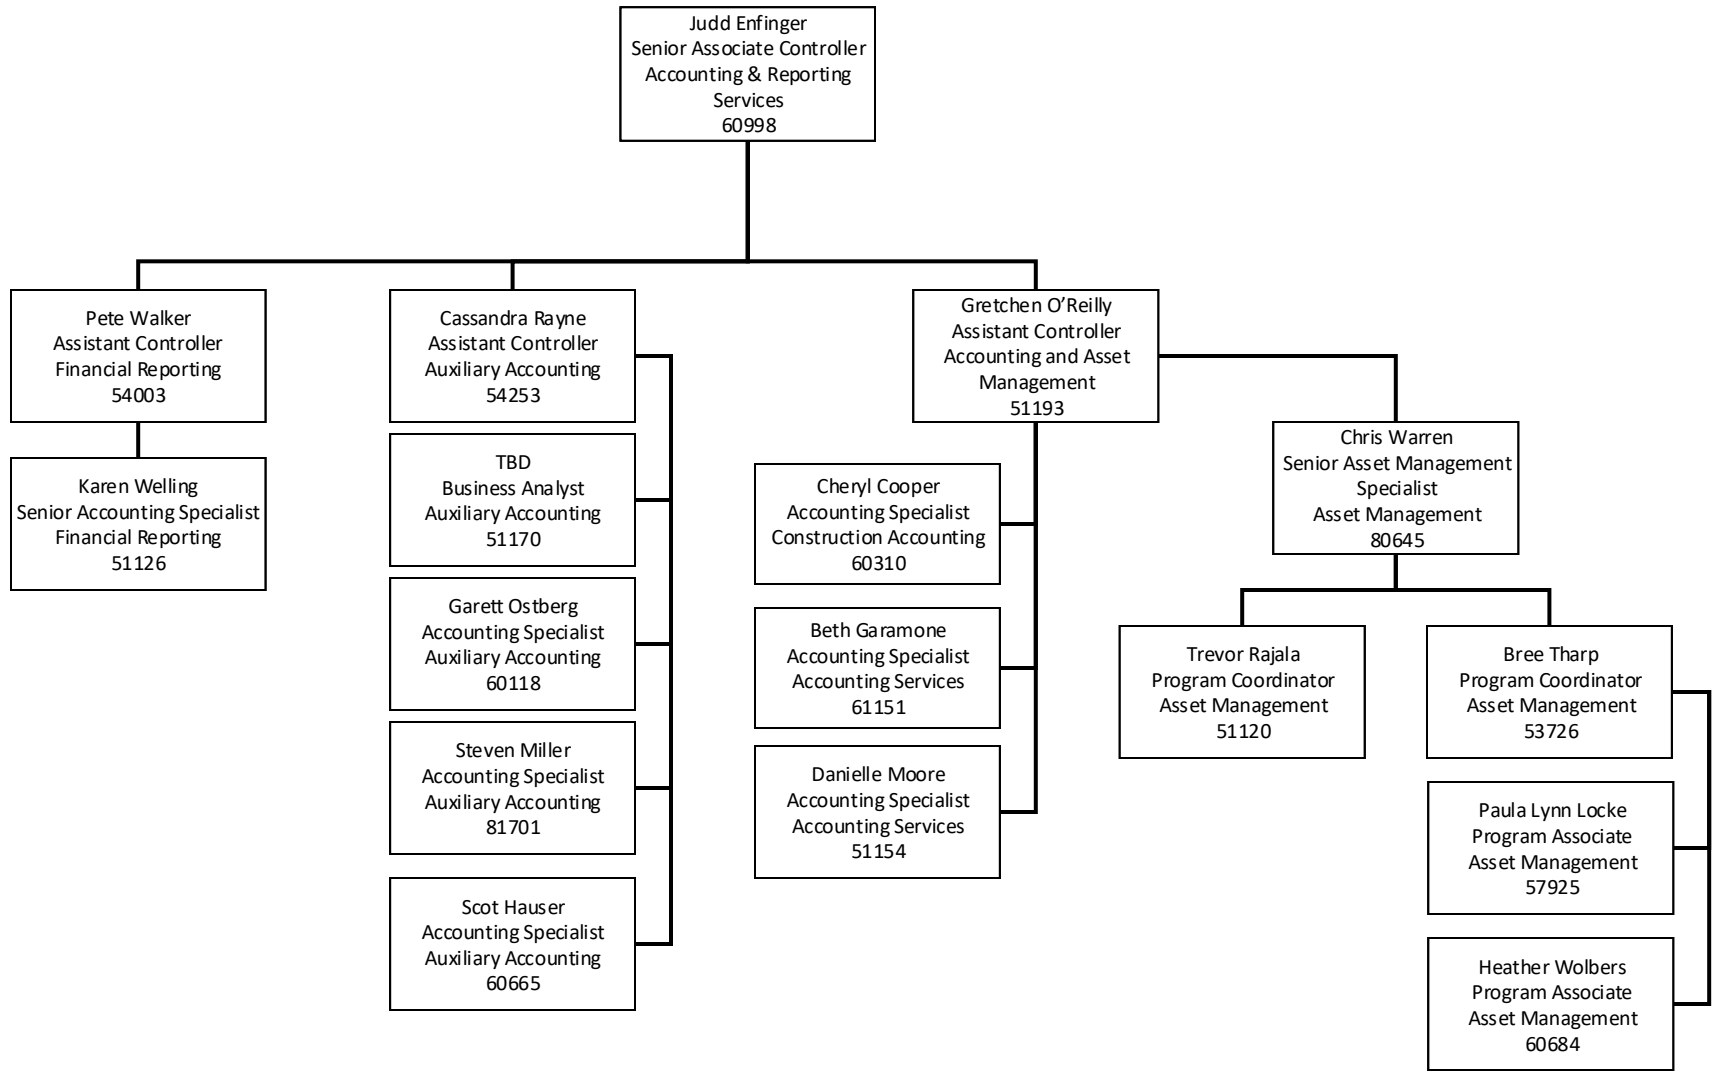 Judd Enfinger
Senior Associate Controller
Accounting & Reporting
Services
60998
Pete Walker
Assistant Controller
Financial Reporting
54003
Karen Welling
Senior Accounting Specialist
Financial Reporting
51126
Cassandra Rayne
Assistant Controller
Auxiliary Accounting
54253
TBD
Business Analyst
Auxiliary Accounting
51170
Garett Ostberg
Accounting Specialist
Auxiliary Accounting
60118
Steven Miller
Accounting Specialist
Auxiliary Accounting
81701
Scot Hauser
Accounting Specialist
Auxiliary Accounting
60665
Gretchen O’Reilly
Assistant Controller
Accounting and Asset
Management
51193
Cheryl Cooper
Accounting Specialist
Construction Accounting
60310
Beth Garamone
Accounting Specialist
Accounting Services
61151
Danielle Moore
Accounting Specialist
Accounting Services
51154
Chris Warren
Senior Asset Management
Specialist
Asset Management
80645
Trevor Rajala
Program Coordinator
Asset Management
51120
Bree Tharp
Program Coordinator
Asset Management
53726
Paula Lynn Locke
Program Associate
Asset Management
57925
Heather Wolbers
Program Associate
Asset Management
60684